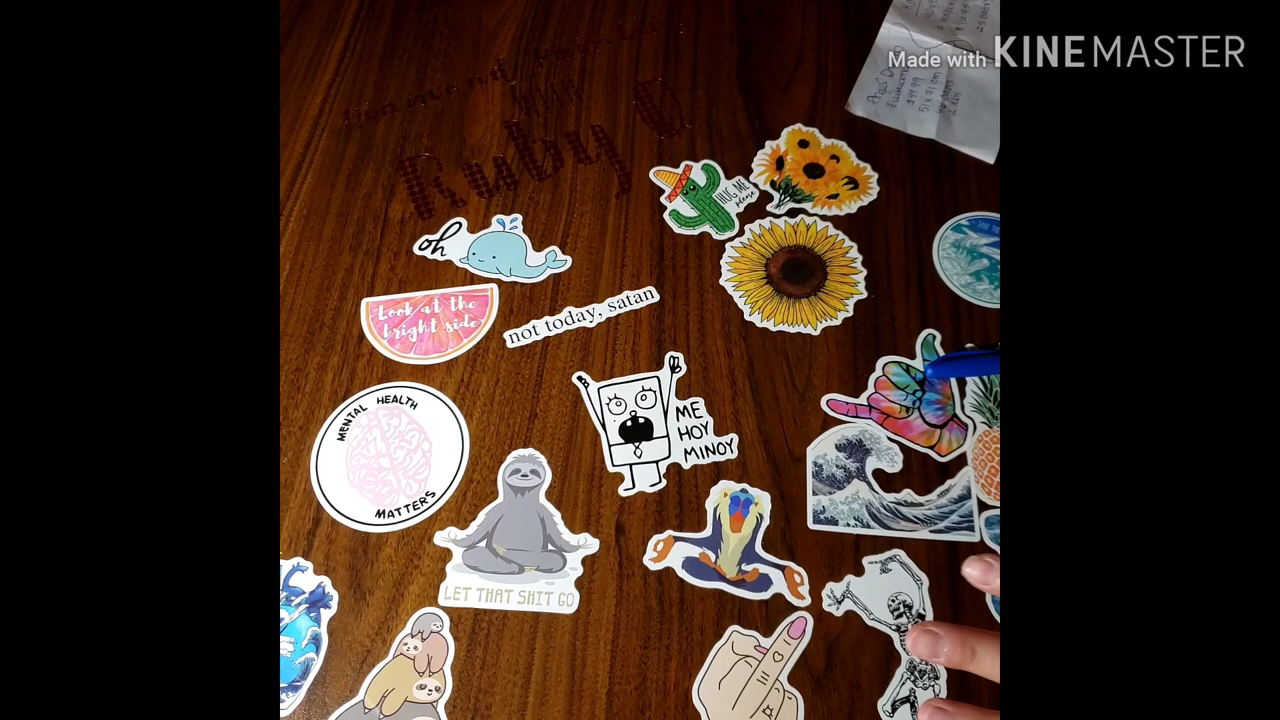 Made with KINEMASTER
Ruby
HUG ME
please
oh
Look at the
bright side
not today, satan
MENTAL HEALTH
MATTERS
ME
HOY
MINOY
LET THAT SHIT GO